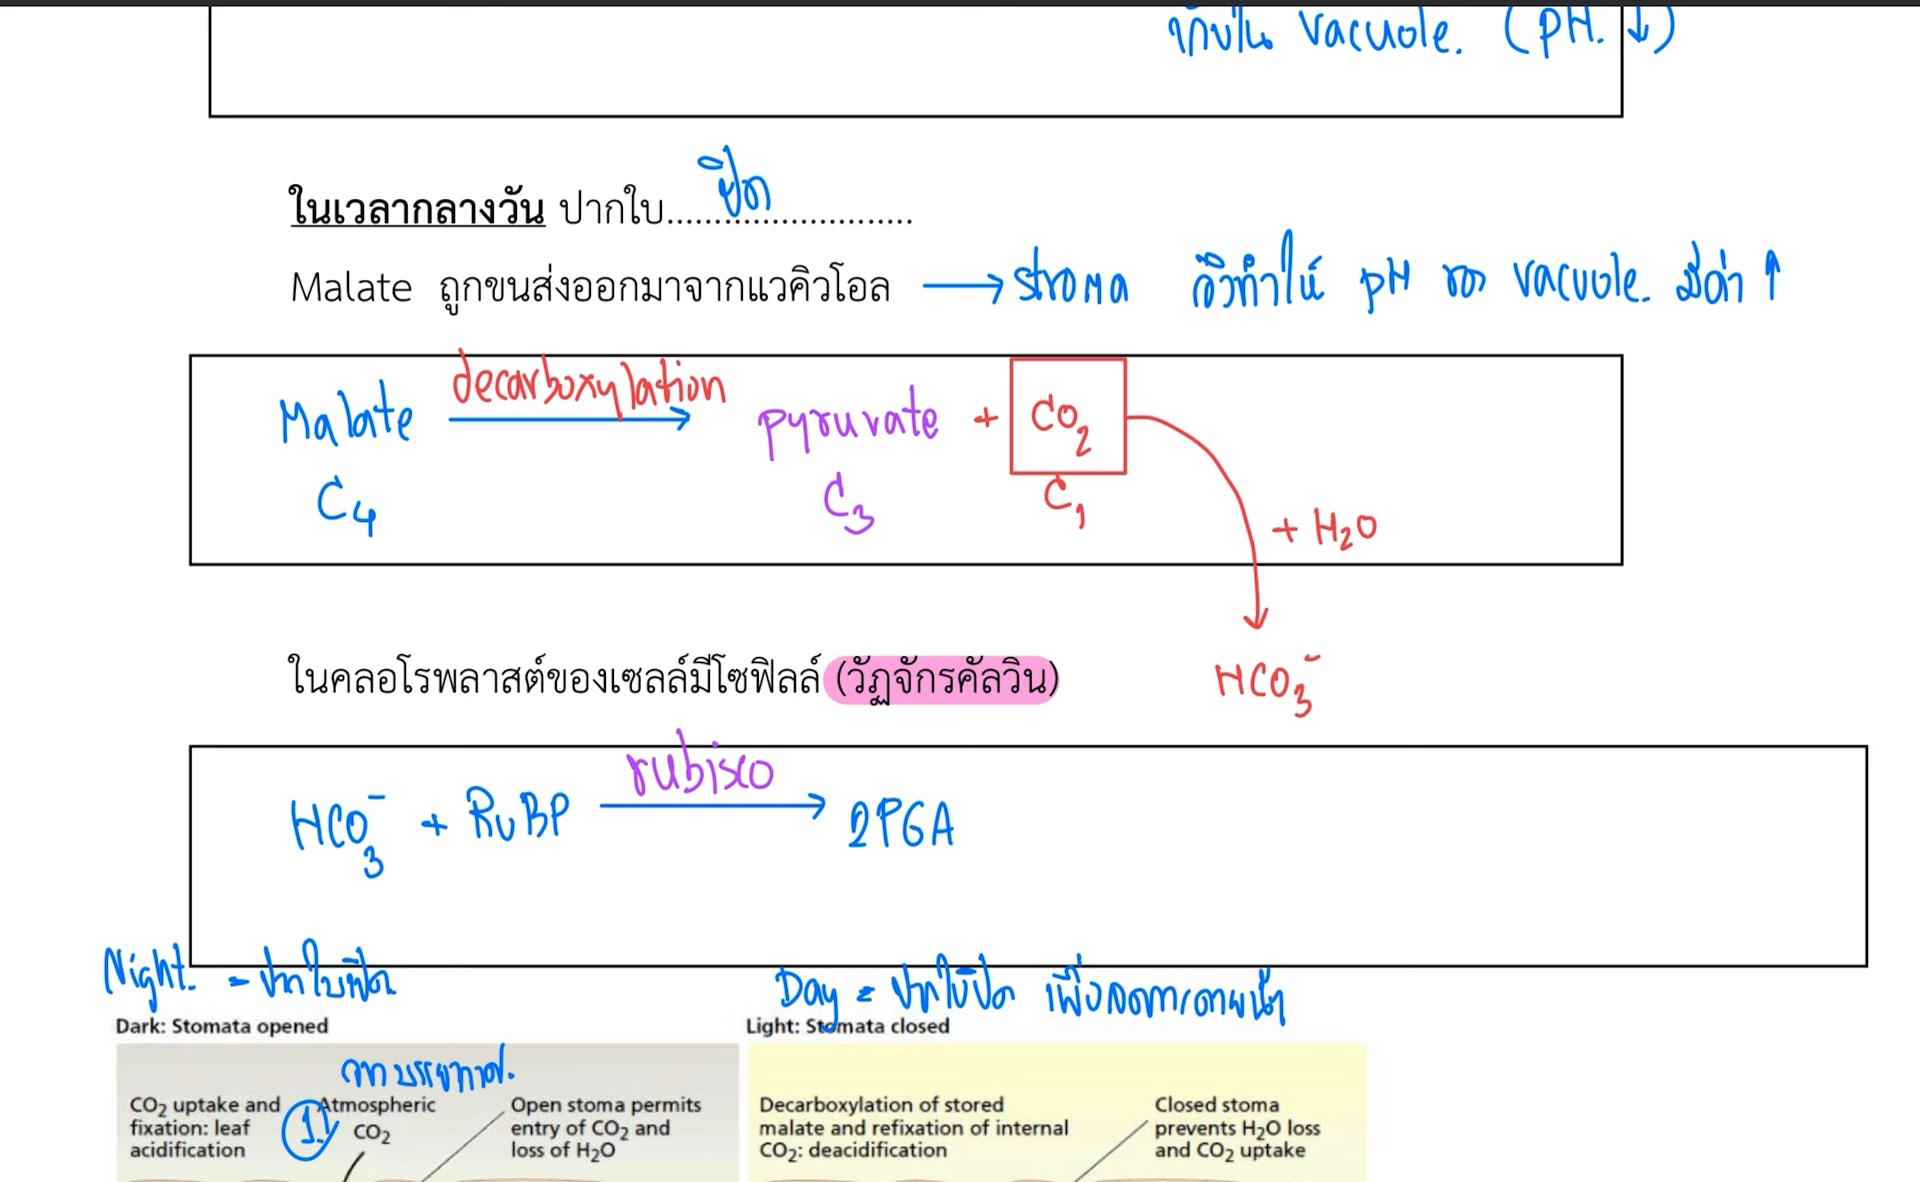 เก็บใน vacuole. (pH. ↓)
ในเวลากลางวัน ปากใบ..........ปิด..............
Malate ถูกขนส่งออกมาจากแวคิวโอล → stroma จึงทำให้ pH ของ vacuole. มีค่า ↑
Malate decarboxylation → pyruvate + CO₂
C₄ C₃ C₁
+ H₂O
ในคลอโรพลาสต์ของเซลล์มีโซฟิลล์ (วัฏจักรคัลวิน)
HCO₃⁻
HCO₃⁻ + RuBP rubisco → 2PGA
Night. = ปากใบเปิด
Day = ปากใบปิด เพื่อลดการคายน้ำ
Dark: Stomata opened
Light: Stomata closed
จากบรรยากาศ.
CO₂ uptake and
fixation: leaf
acidification
1.
Atmospheric
CO₂
Open stoma permits
entry of CO₂ and
loss of H₂O
Decarboxylation of stored
malate and refixation of internal
CO₂: deacidification
Closed stoma
prevents H₂O loss
and CO₂ uptake